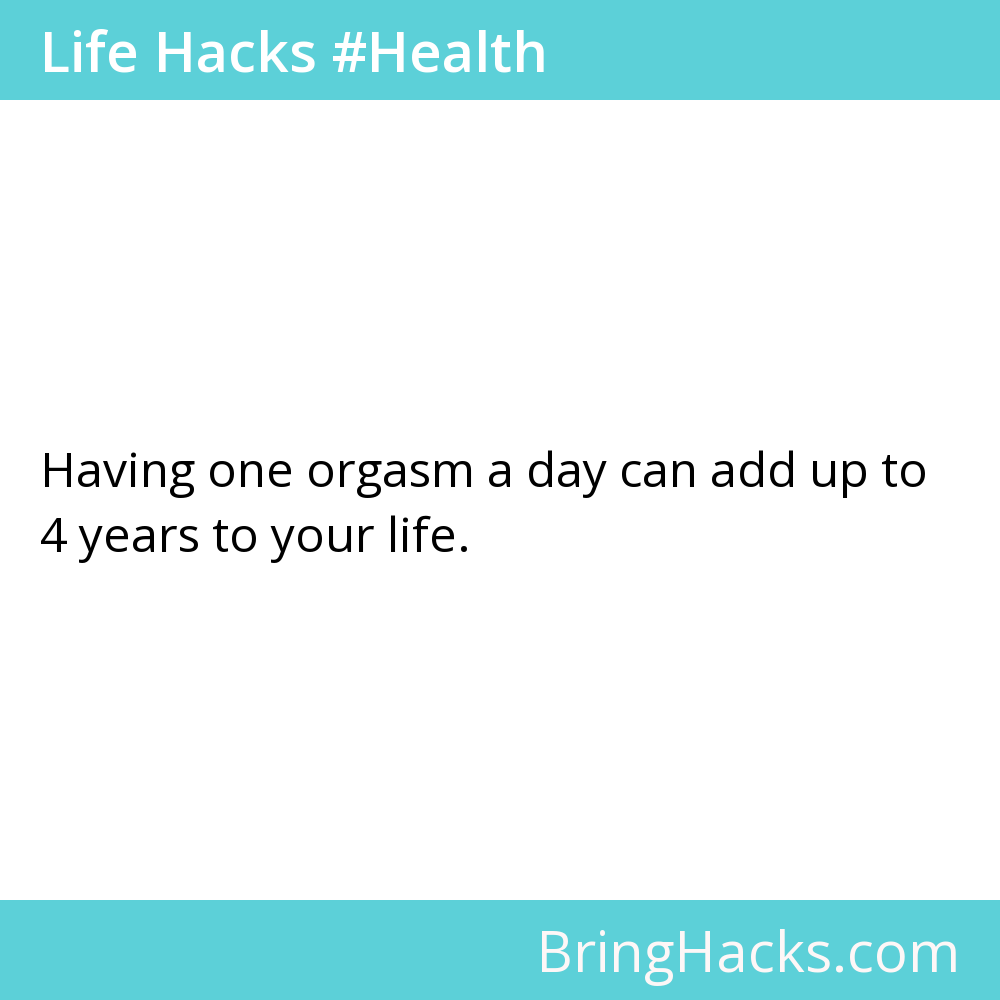 Life Hacks #Health
Having one orgasm a day can add up to
4 years to your life.
BringHacks.com